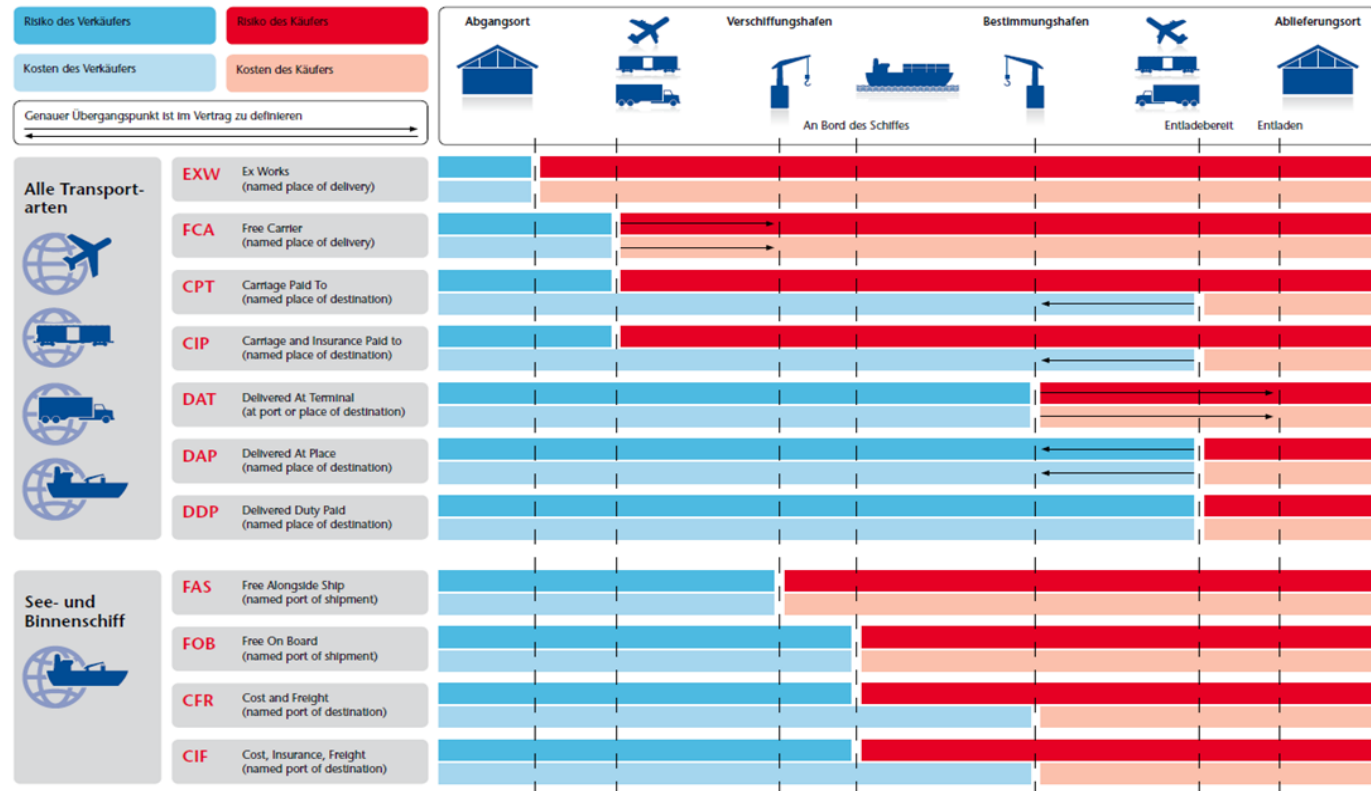 Risiko des Verkäufers
Risiko des Käufers
Kosten des Verkäufers
Kosten des Käufers
Genauer Übergangspunkt ist im Vertrag zu definieren
Abgangsort
Verschiffungshafen
Bestimmungshafen
Ablieferungsort
An Bord des Schiffes
Entladebereit
Entladen
Alle Transport-
arten
EXW
Ex Works
(named place of delivery)
FCA
Free Carrier
(named place of delivery)
CPT
Carriage Paid To
(named place of destination)
CIP
Carriage and Insurance Paid to
(named place of destination)
DAT
Delivered At Terminal
(at port or place of destination)
DAP
Delivered At Place
(named place of destination)
DDP
Delivered Duty Paid
(named place of destination)
See- und
Binnenschiff
FAS
Free Alongside Ship
(named port of shipment)
FOB
Free On Board
(named port of shipment)
CFR
Cost and Freight
(named port of destination)
CIF
Cost, Insurance, Freight
(named port of destination)